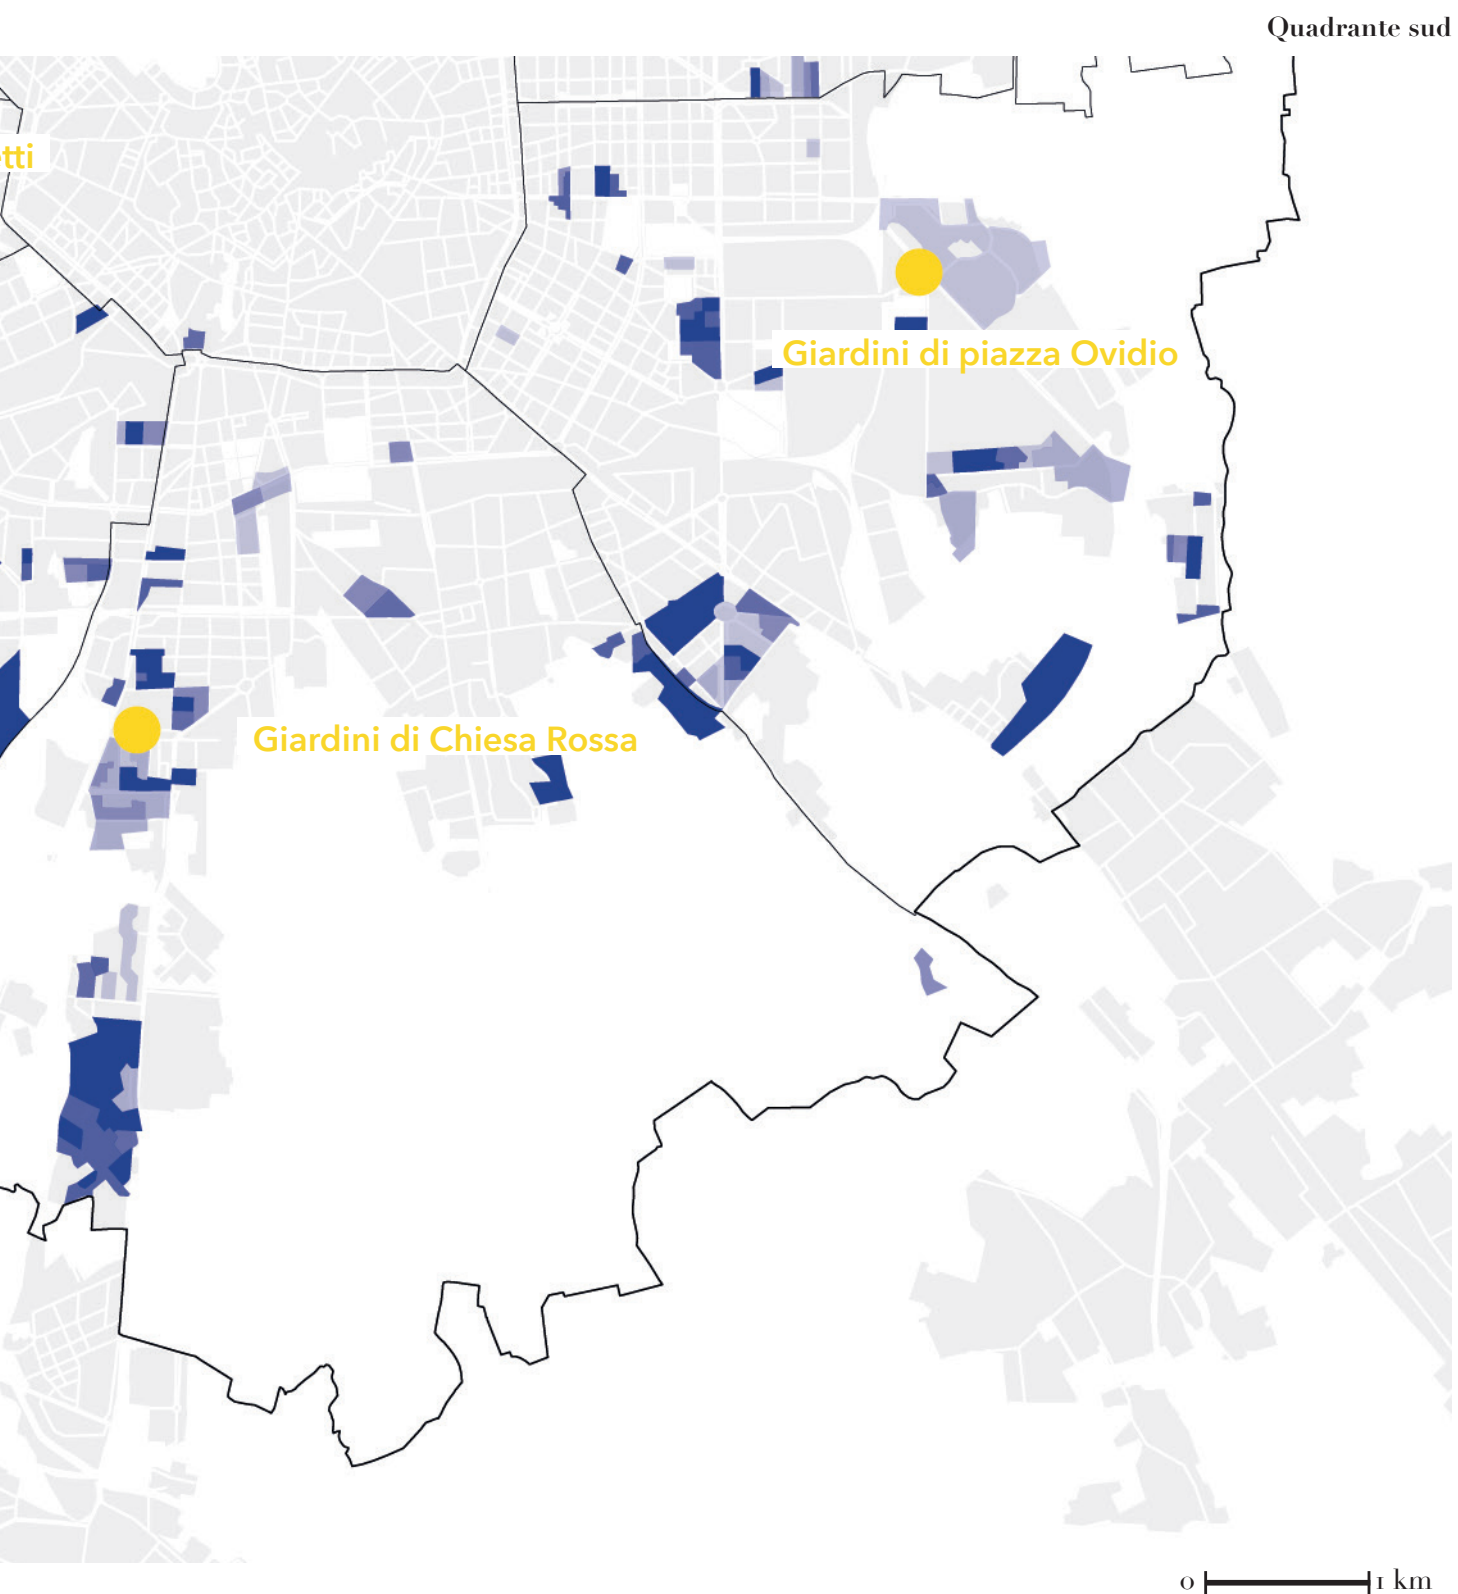 Quadrante sud
tti
Giardini di piazza Ovidio
Giardini di Chiesa Rossa
0 1 km